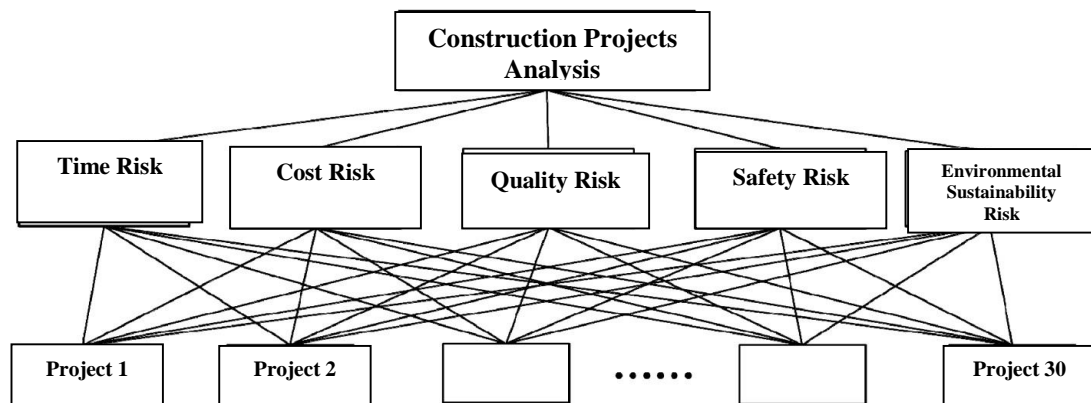 Construction Projects
Analysis
Time Risk
Cost Risk
Quality Risk
Safety Risk
Environmental
Sustainability
Risk
Project 1
Project 2
......
Project 30